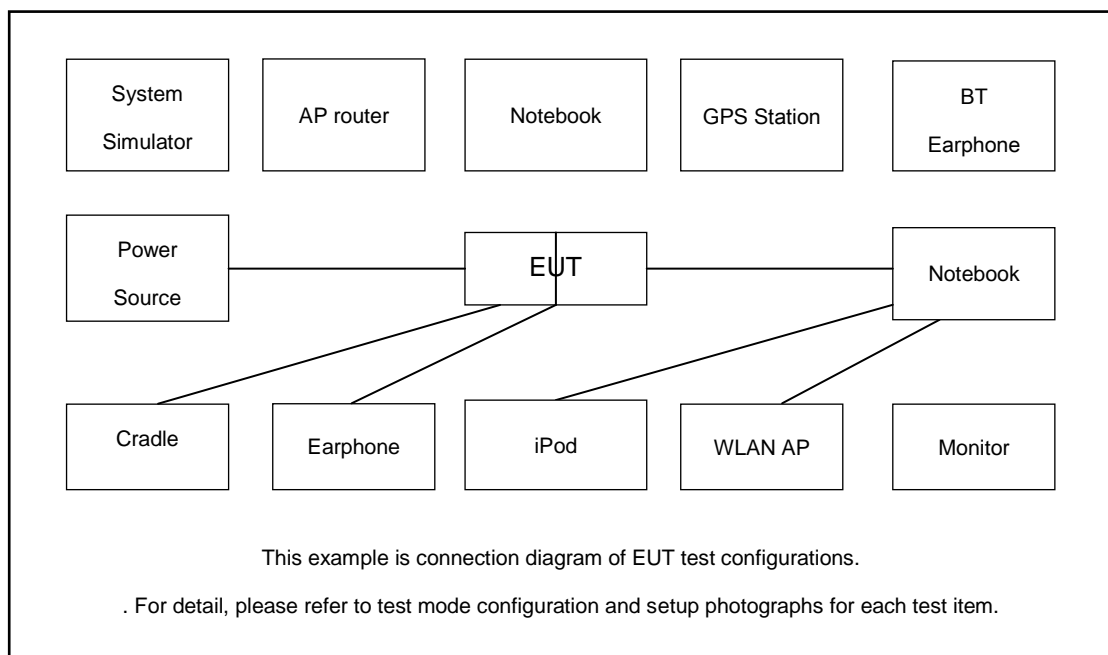 System
Simulator
AP router
Notebook
GPS Station
BT
Earphone
Power
Source
EUT
Notebook
Cradle
Earphone
iPod
WLAN AP
Monitor
This example is connection diagram of EUT test configurations.
. For detail, please refer to test mode configuration and setup photographs for each test item.